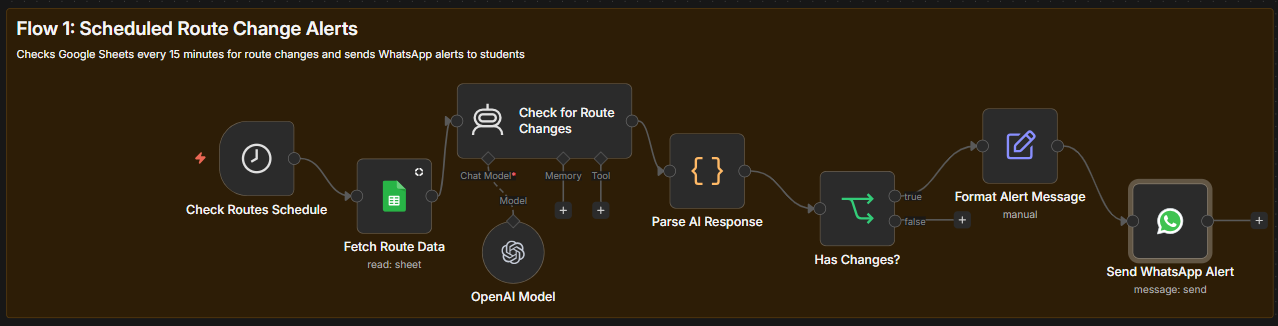 Flow 1: Scheduled Route Change Alerts
Checks Google Sheets every 15 minutes for route changes and sends WhatsApp alerts to students
Check Routes Schedule
Fetch Route Data
read: sheet
Check for Route
Changes
Chat Model*
Memory
Tool
Model
OpenAI Model
Parse AI Response
Has Changes?
true
false
Format Alert Message
manual
Send WhatsApp Alert
message: send